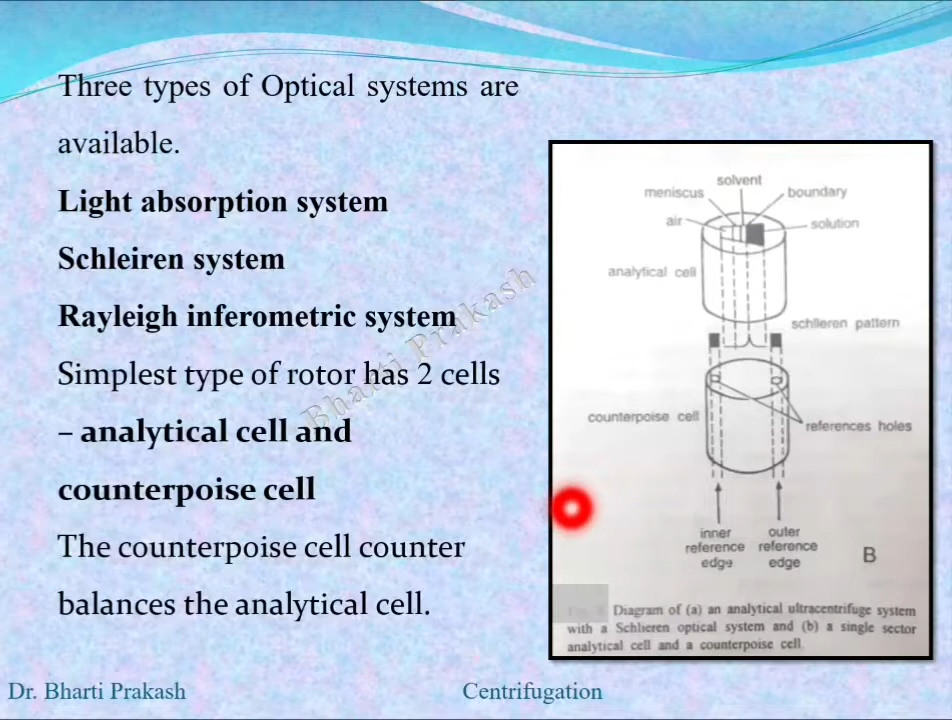 Three types of Optical systems are
available.
Light absorption system
Schleiren system
Rayleigh inferometric system
Simplest type of rotor has 2 cells
– analytical cell and
counterpoise cell
The counterpoise cell counter
balances the analytical cell.
Bharti Prakash
solvent
meniscus
boundary
air
solution
analytical cell
schlieren pattern
counterpoise cell
references holes
inner
reference
edge
outer
reference
edge
B
Diagram of (a) an analytical ultracentrifuge system
with a Schlieren optical system and (b) a single sector
analytical cell and a counterpoise cell.
Dr. Bharti Prakash
Centrifugation